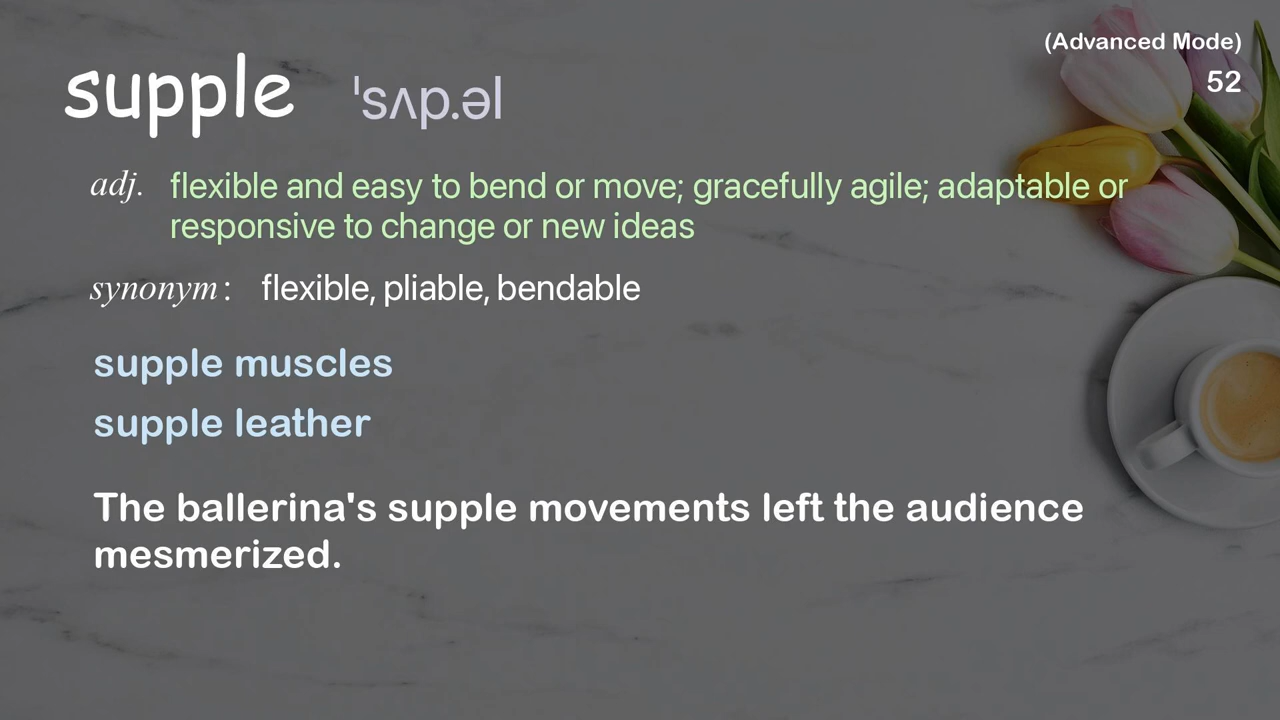 (Advanced Mode)
52
supple ˈsʌp.əl
adj. flexible and easy to bend or move; gracefully agile; adaptable or
responsive to change or new ideas
synonym : flexible, pliable, bendable
supple muscles
supple leather
The ballerina's supple movements left the audience
mesmerized.